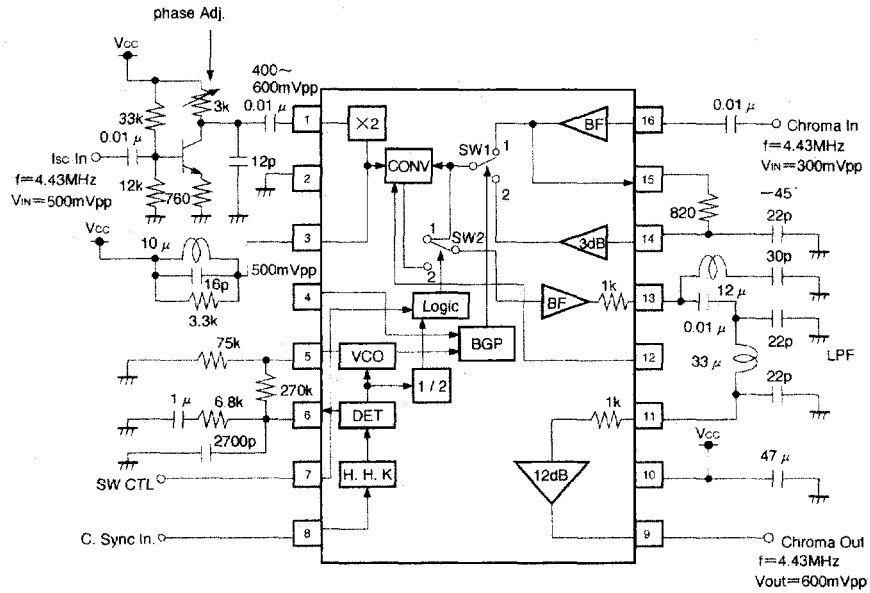 phase Adj.
Vcc
400~
600mVpp
33k
3k
0.01 μ
0.01 μ
Isc In
f=4.43MHz
VIN=500mVpp
12k
760
12p
Vcc
10 μ
500mVpp
16p
3.3k
75k
270k
1 μ
6.8k
2700p
SW CTL
C. Sync In.
1
2
3
4
5
6
7
8
×2
CONV
SW1
1
2
1
SW2
2
Logic
BGP
VCO
1 / 2
DET
H. H. K
BF
3dB
BF
1k
1k
12dB
16
15
14
13
12
11
10
9
0.01 μ
Chroma In
f=4.43MHz
VIN=300mVpp
−45
820
22p
30p
12 μ
0.01 μ
22p
33 μ
LPF
22p
Vcc
47 μ
Chroma Out
f=4.43MHz
Vout=600mVpp